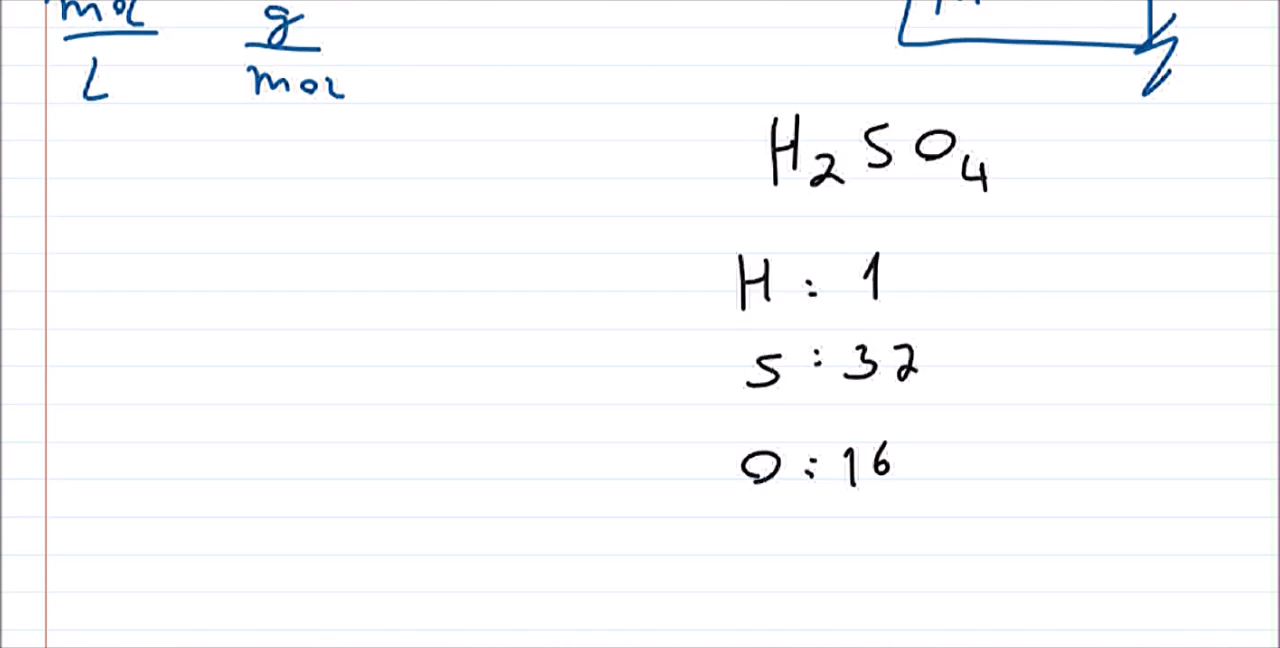 mol g
L mol
H₂SO₄
H : 1
S : 32
O : 16